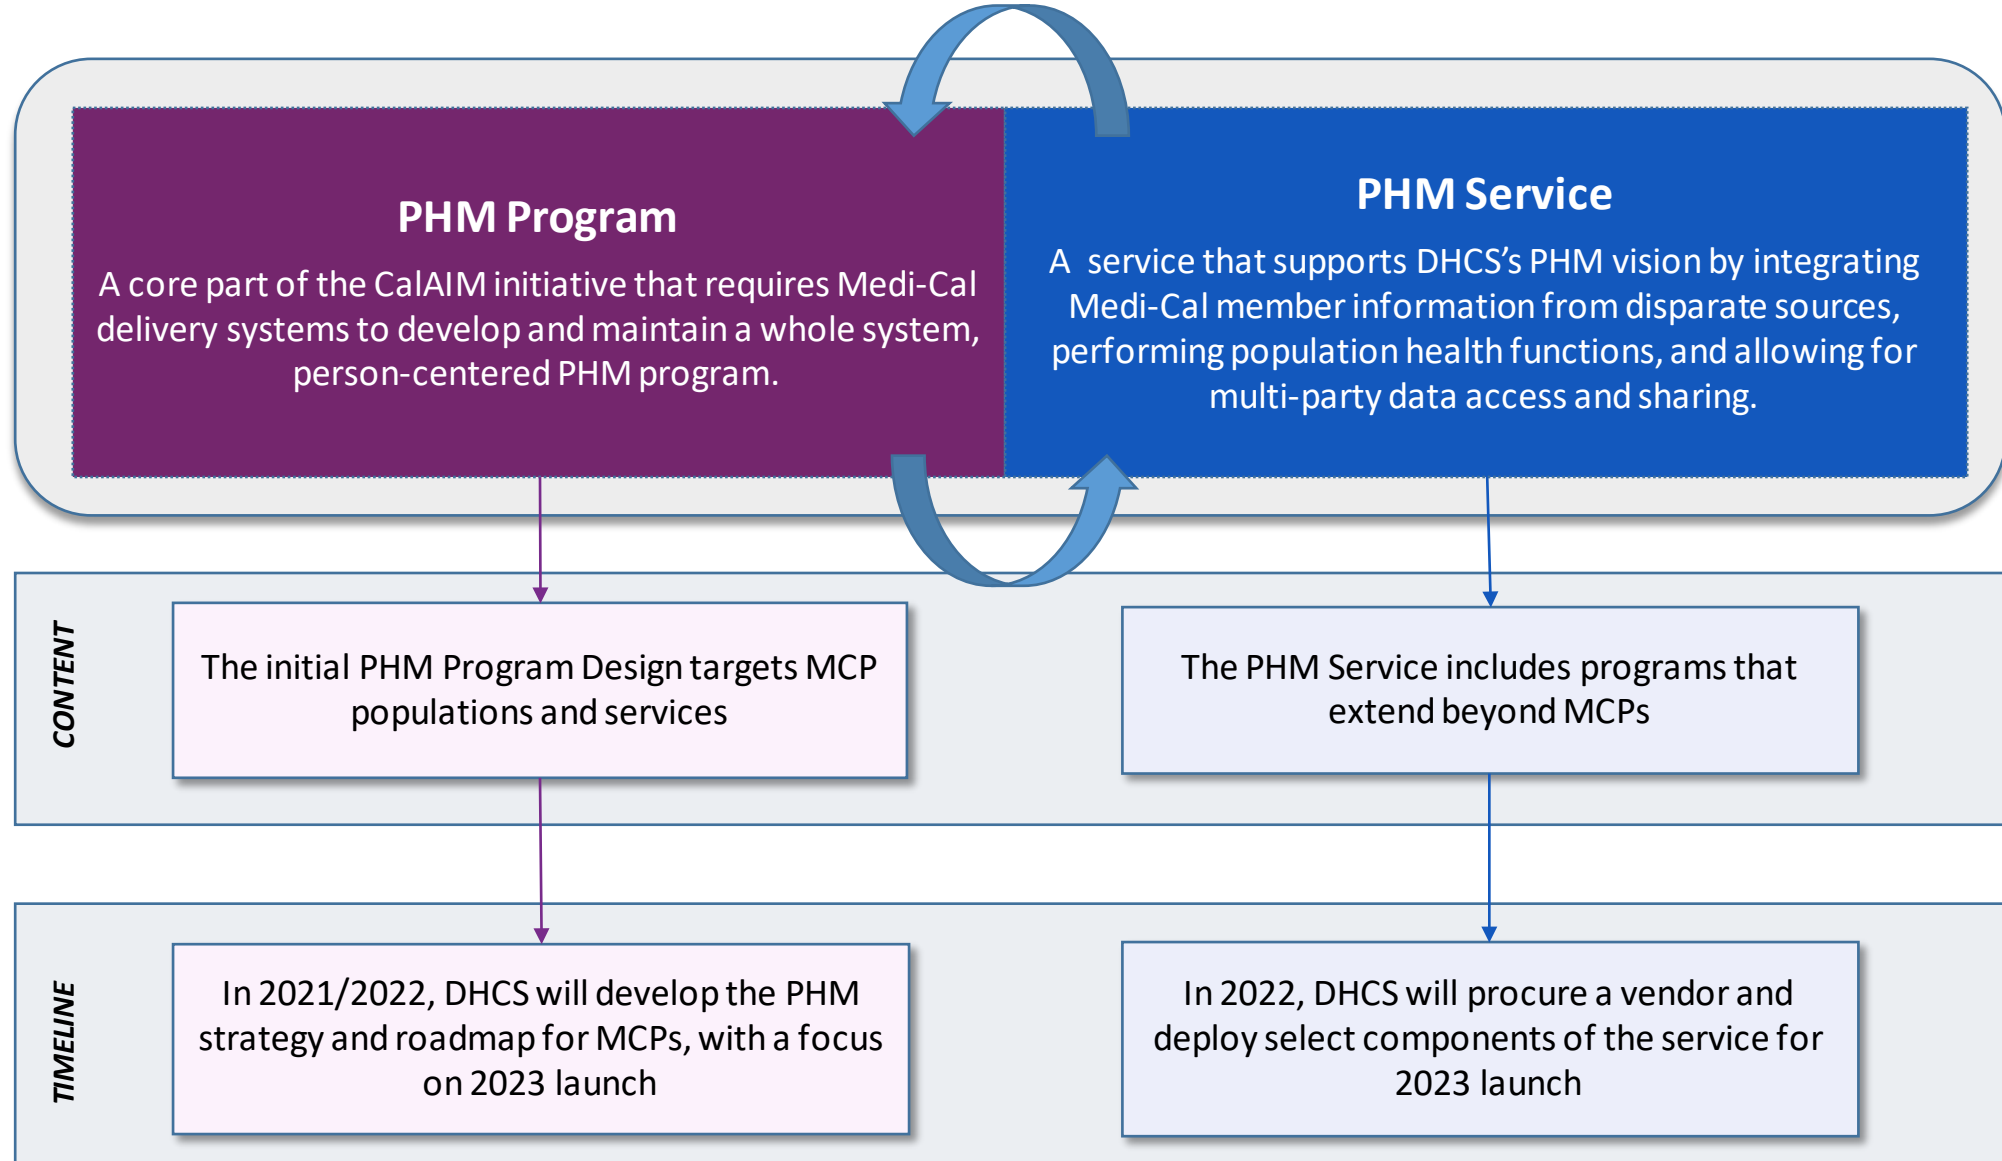 PHM Program
A core part of the CalAIM initiative that requires Medi-Cal
delivery systems to develop and maintain a whole system,
person-centered PHM program.
PHM Service
A service that supports DHCS’s PHM vision by integrating
Medi-Cal member information from disparate sources,
performing population health functions, and allowing for
multi-party data access and sharing.
CONTENT
The initial PHM Program Design targets MCP
populations and services
The PHM Service includes programs that
extend beyond MCPs
TIMELINE
In 2021/2022, DHCS will develop the PHM
strategy and roadmap for MCPs, with a focus
on 2023 launch
In 2022, DHCS will procure a vendor and
deploy select components of the service for
2023 launch